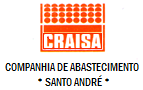 CRAISA
COMPANHIA DE ABASTECIMENTO
* SANTO ANDRÉ *